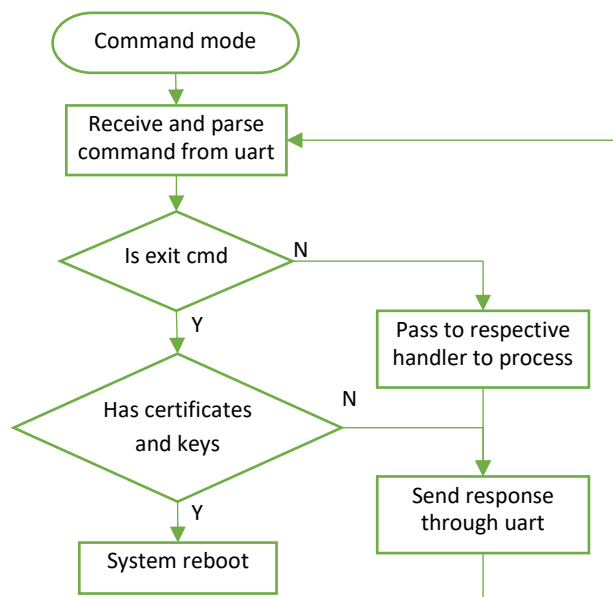 Command mode
Receive and parse
command from uart
Is exit cmd
N
Y
Pass to respective
handler to process
Has certificates
and keys
N
Y
Send response
through uart
System reboot